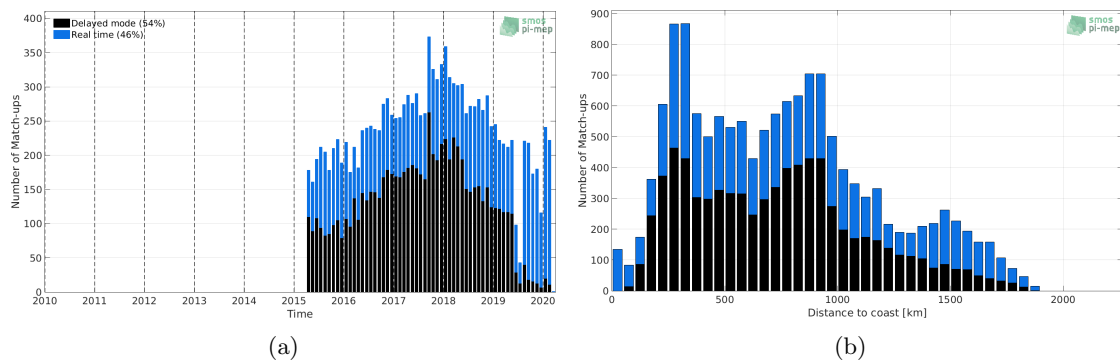 400
350
300
250
200
150
100
50
0
Number of Match-ups
Delayed mode (54%)
Real time (46%)
smos
pi-mep
2010 2011 2012 2013 2014 2015 2016 2017 2018 2019 2020
Time
(a)
900
800
700
600
500
400
300
200
100
0
Number of Match-ups
smos
pi-mep
0 500 1000 1500 2000
Distance to coast [km]
(b)